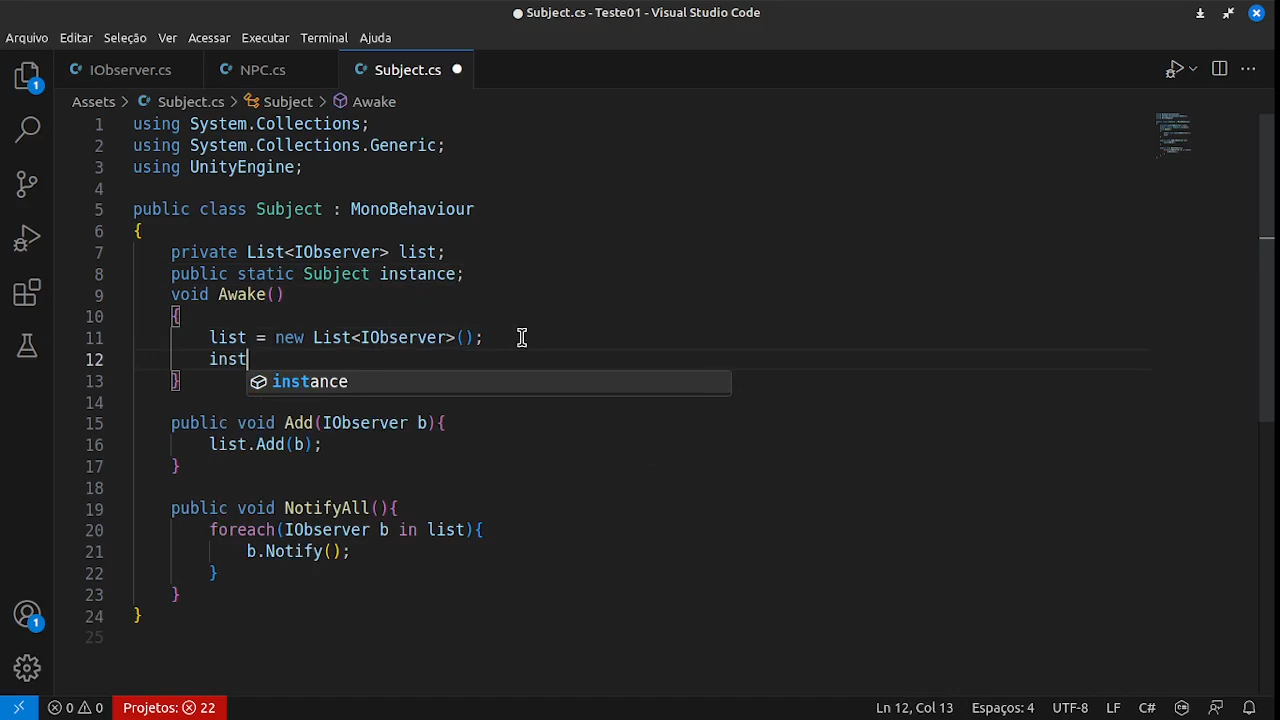 Subject.cs - Teste01 - Visual Studio Code
Arquivo Editar Seleção Ver Acessar Executar Terminal Ajuda
IObserver.cs NPC.cs Subject.cs
Assets > Subject.cs > Subject > Awake
1 using System.Collections;
2 using System.Collections.Generic;
3 using UnityEngine;
4
5 public class Subject : MonoBehaviour
6 {
7 private List<IObserver> list;
8 public static Subject instance;
9 void Awake()
10 {
11 list = new List<IObserver>();
12 inst
instance
13 }
14
15 public void Add(IObserver b){
16 list.Add(b);
17 }
18
19 public void NotifyAll(){
20 foreach(IObserver b in list){
21 b.Notify();
22 }
23 }
24 }
25
1
1
0 0 Projetos: 22 Ln 12, Col 13 Espaços: 4 UTF-8 LF C#